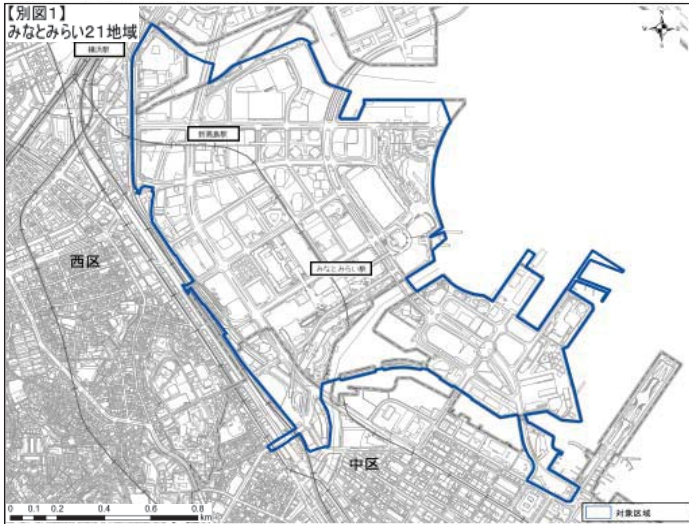 【別図1】
みなとみらい21地域
横浜駅
新高島駅
みなとみらい駅
西区
中区
0 0.1 0.2 0.4 0.6 0.8
km
対象区域